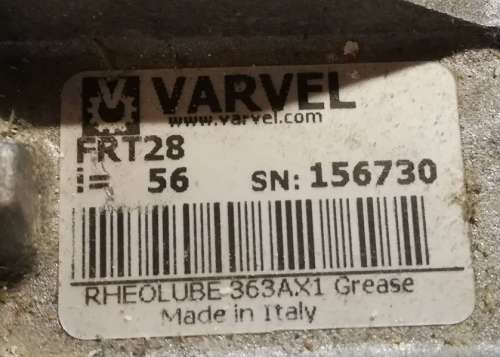 V VARVEL
www.varvel.com
FRT28
i= 56 SN: 156730
RHEOLUBE 363AX1 Grease
Made in Italy